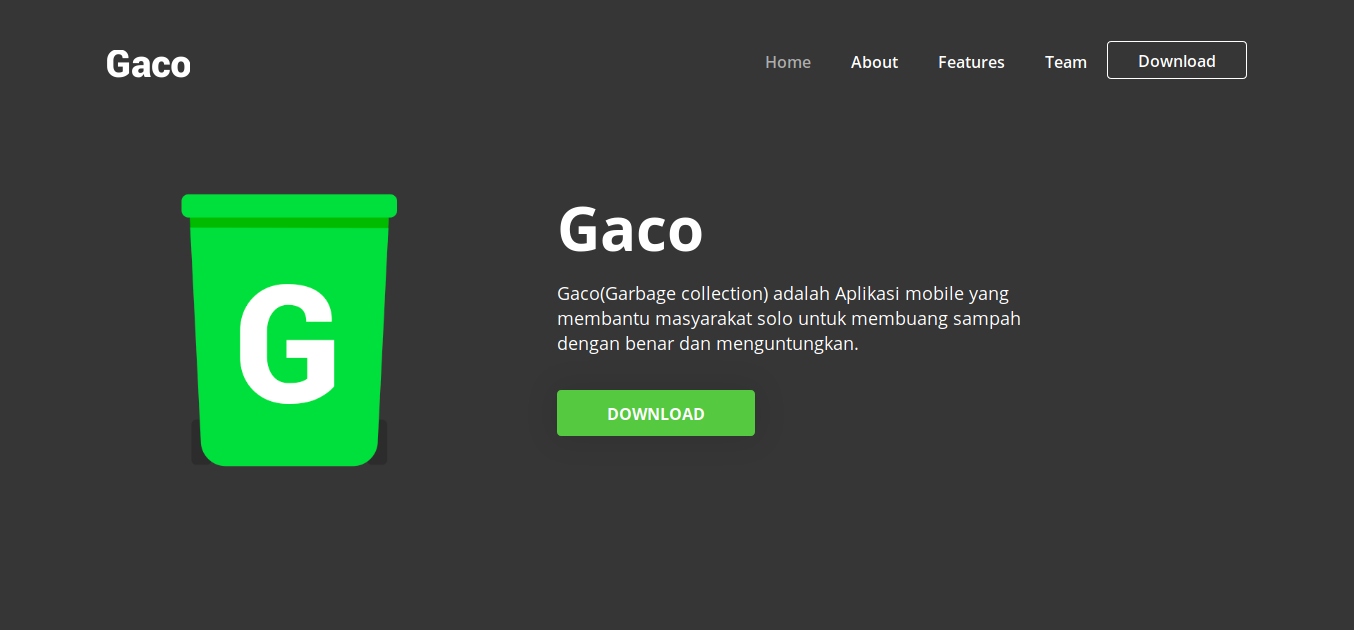 Gaco
Home
About
Features
Team
Download
G
Gaco
Gaco(Garbage collection) adalah Aplikasi mobile yang
membantu masyarakat solo untuk membuang sampah
dengan benar dan menguntungkan.
DOWNLOAD